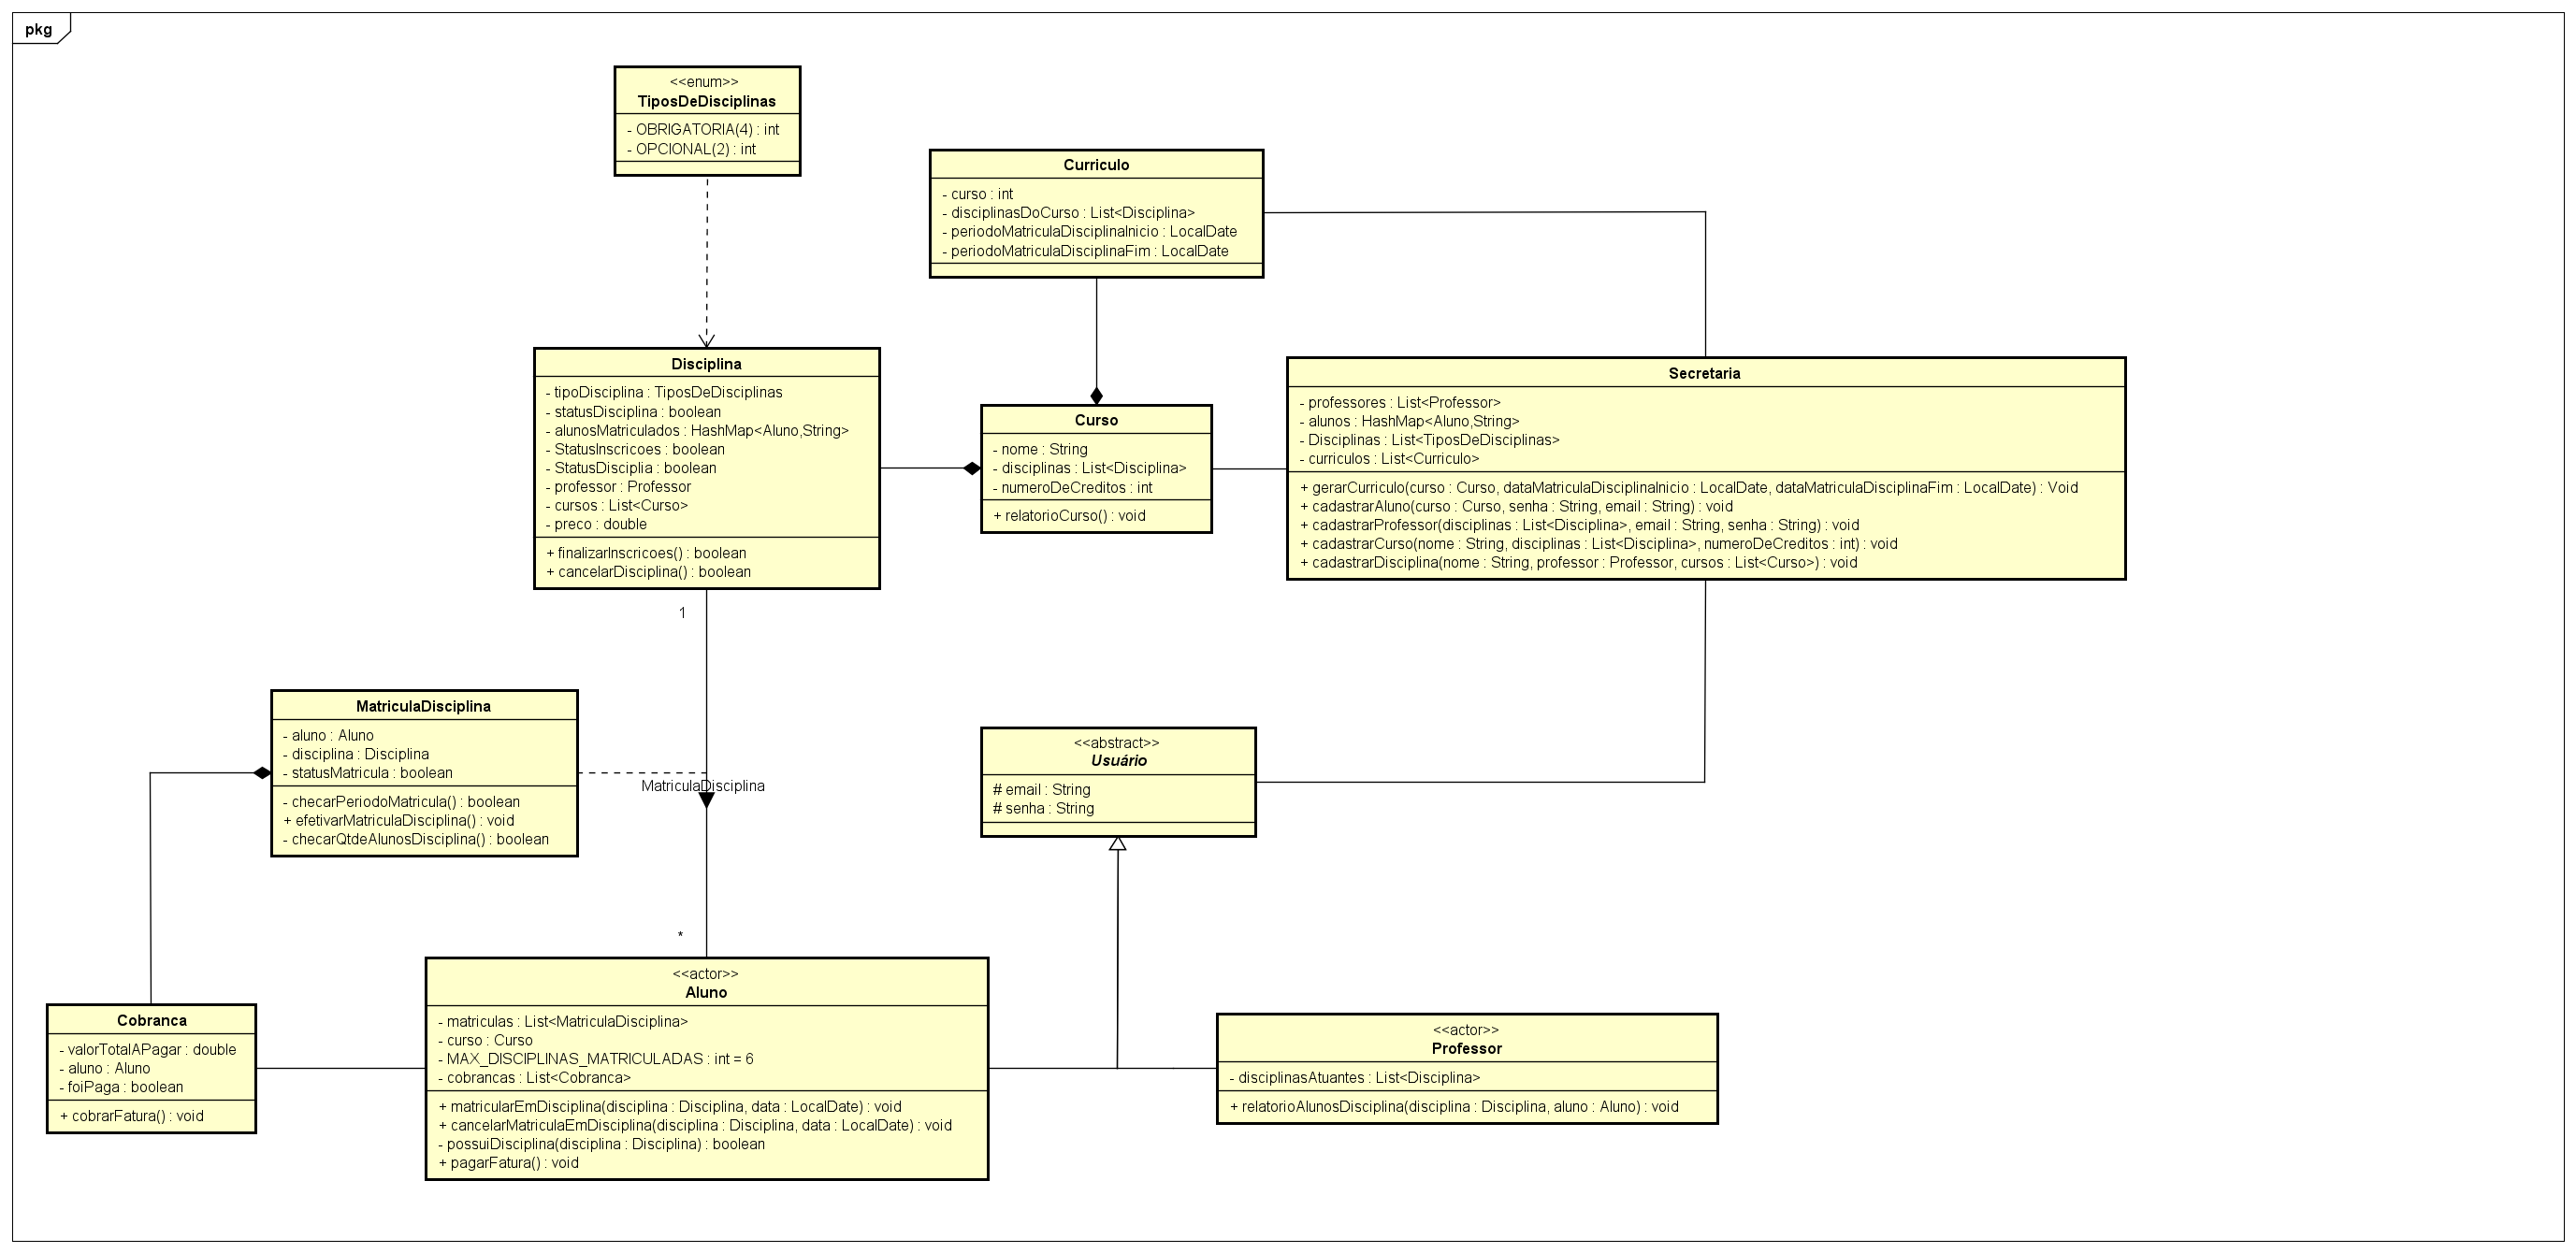 pkg
<<enum>>
TiposDeDisciplinas
- OBRIGATORIA(4) : int
- OPCIONAL(2) : int
Curriculo
- curso : int
- disciplinasDoCurso : List<Disciplina>
- periodoMatriculaDisciplinaInicio : LocalDate
- periodoMatriculaDisciplinaFim : LocalDate
Disciplina
- tipoDisciplina : TiposDeDisciplinas
- statusDisciplina : boolean
- alunosMatriculados : HashMap<Aluno,String>
- StatusInscricoes : boolean
- StatusDisciplia : boolean
- professor : Professor
- cursos : List<Curso>
- preco : double
+ finalizarInscricoes() : boolean
+ cancelarDisciplina() : boolean
Curso
- nome : String
- disciplinas : List<Disciplina>
- numeroDeCreditos : int
+ relatorioCurso() : void
Secretaria
- professores : List<Professor>
- alunos : HashMap<Aluno,String>
- Disciplinas : List<TiposDeDisciplinas>
- curriculos : List<Curriculo>
+ gerarCurriculo(curso : Curso, dataMatriculaDisciplinaInicio : LocalDate, dataMatriculaDisciplinaFim : LocalDate) : Void
+ cadastrarAluno(curso : Curso, senha : String, email : String) : void
+ cadastrarProfessor(disciplinas : List<Disciplina>, email : String, senha : String) : void
+ cadastrarCurso(nome : String, disciplinas : List<Disciplina>, numeroDeCreditos : int) : void
+ cadastrarDisciplina(nome : String, professor : Professor, cursos : List<Curso>) : void
1
MatriculaDisciplina
- aluno : Aluno
- disciplina : Disciplina
- statusMatricula : boolean
- checarPeriodoMatricula() : boolean
+ efetivarMatriculaDisciplina() : void
- checarQtdeAlunosDisciplina() : boolean
MatriculaDisciplina
<<abstract>>
Usuário
# email : String
# senha : String
*
Cobranca
- valorTotalAPagar : double
- aluno : Aluno
- foiPaga : boolean
+ cobrarFatura() : void
<<actor>>
Aluno
- matriculas : List<MatriculaDisciplina>
- curso : Curso
- MAX_DISCIPLINAS_MATRICULADAS : int = 6
- cobrancas : List<Cobranca>
+ matricularEmDisciplina(disciplina : Disciplina, data : LocalDate) : void
+ cancelarMatriculaEmDisciplina(disciplina : Disciplina, data : LocalDate) : void
- possuiDisciplina(disciplina : Disciplina) : boolean
+ pagarFatura() : void
<<actor>>
Professor
- disciplinasAtuantes : List<Disciplina>
+ relatorioAlunosDisciplina(disciplina : Disciplina, aluno : Aluno) : void